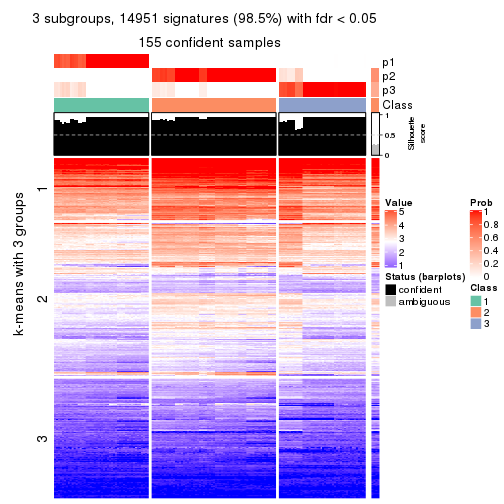 3 subgroups, 14951 signatures (98.5%) with fdr < 0.05
155 confident samples
p1
p2
p3
Class
1
0.5
0
Silhouette
score
k-means with 3 groups
1
2
3
Value
5
4
3
2
1
Status (barplots)
confident
ambiguous
Prob
1
0.8
0.6
0.4
0.2
0
Class
1
2
3